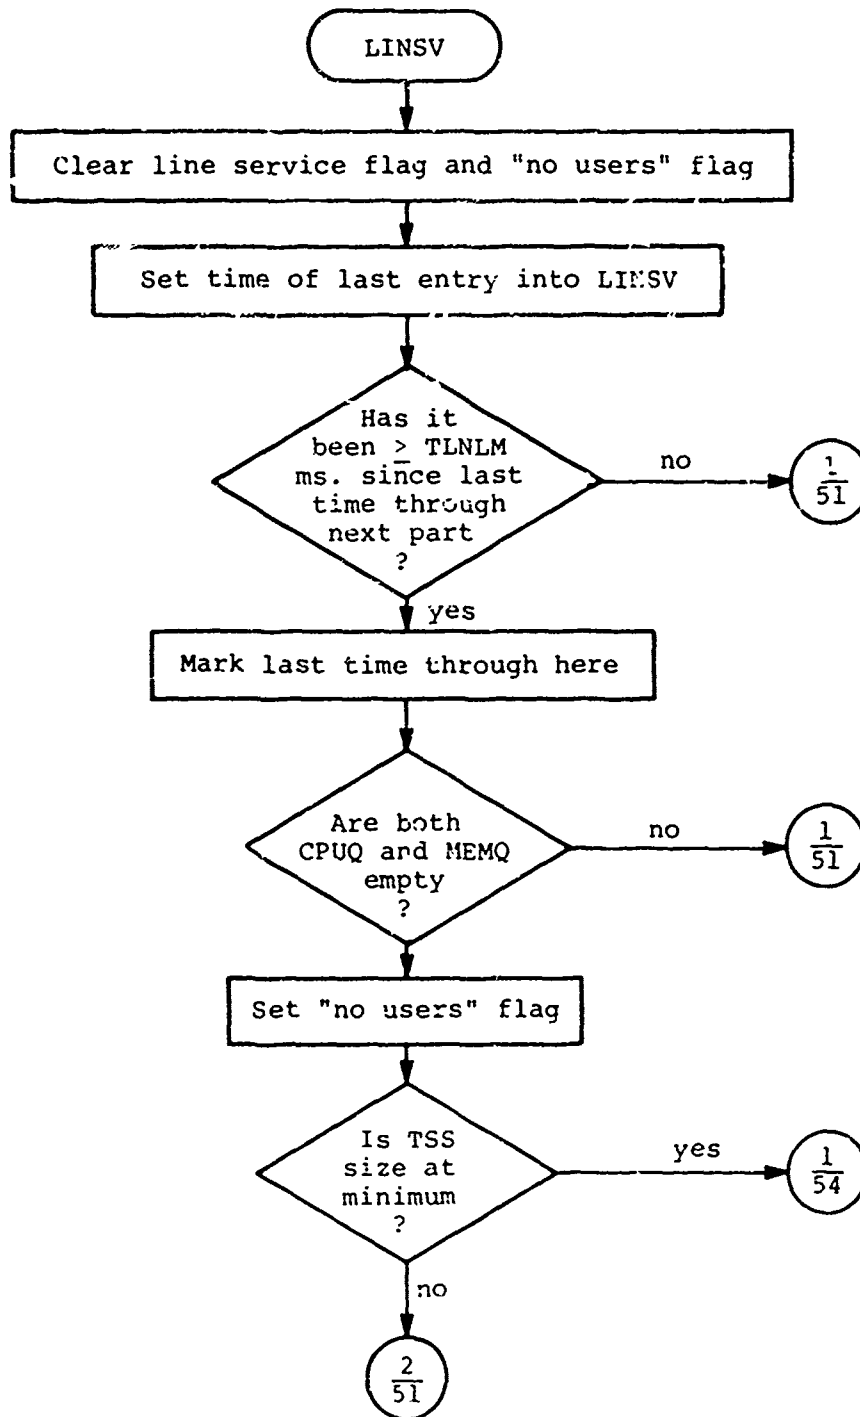 LINSV
Clear line service flag and "no users" flag
Set time of last entry into LINSV
Has it
been ≥ TLNLM
ms. since last
time through
next part
?
no
1
51
yes
Mark last time through here
Are both
CPUQ and MEMQ
empty
?
no
1
51
Set "no users" flag
Is TSS
size at
minimum
?
yes
1
54
no
2
51